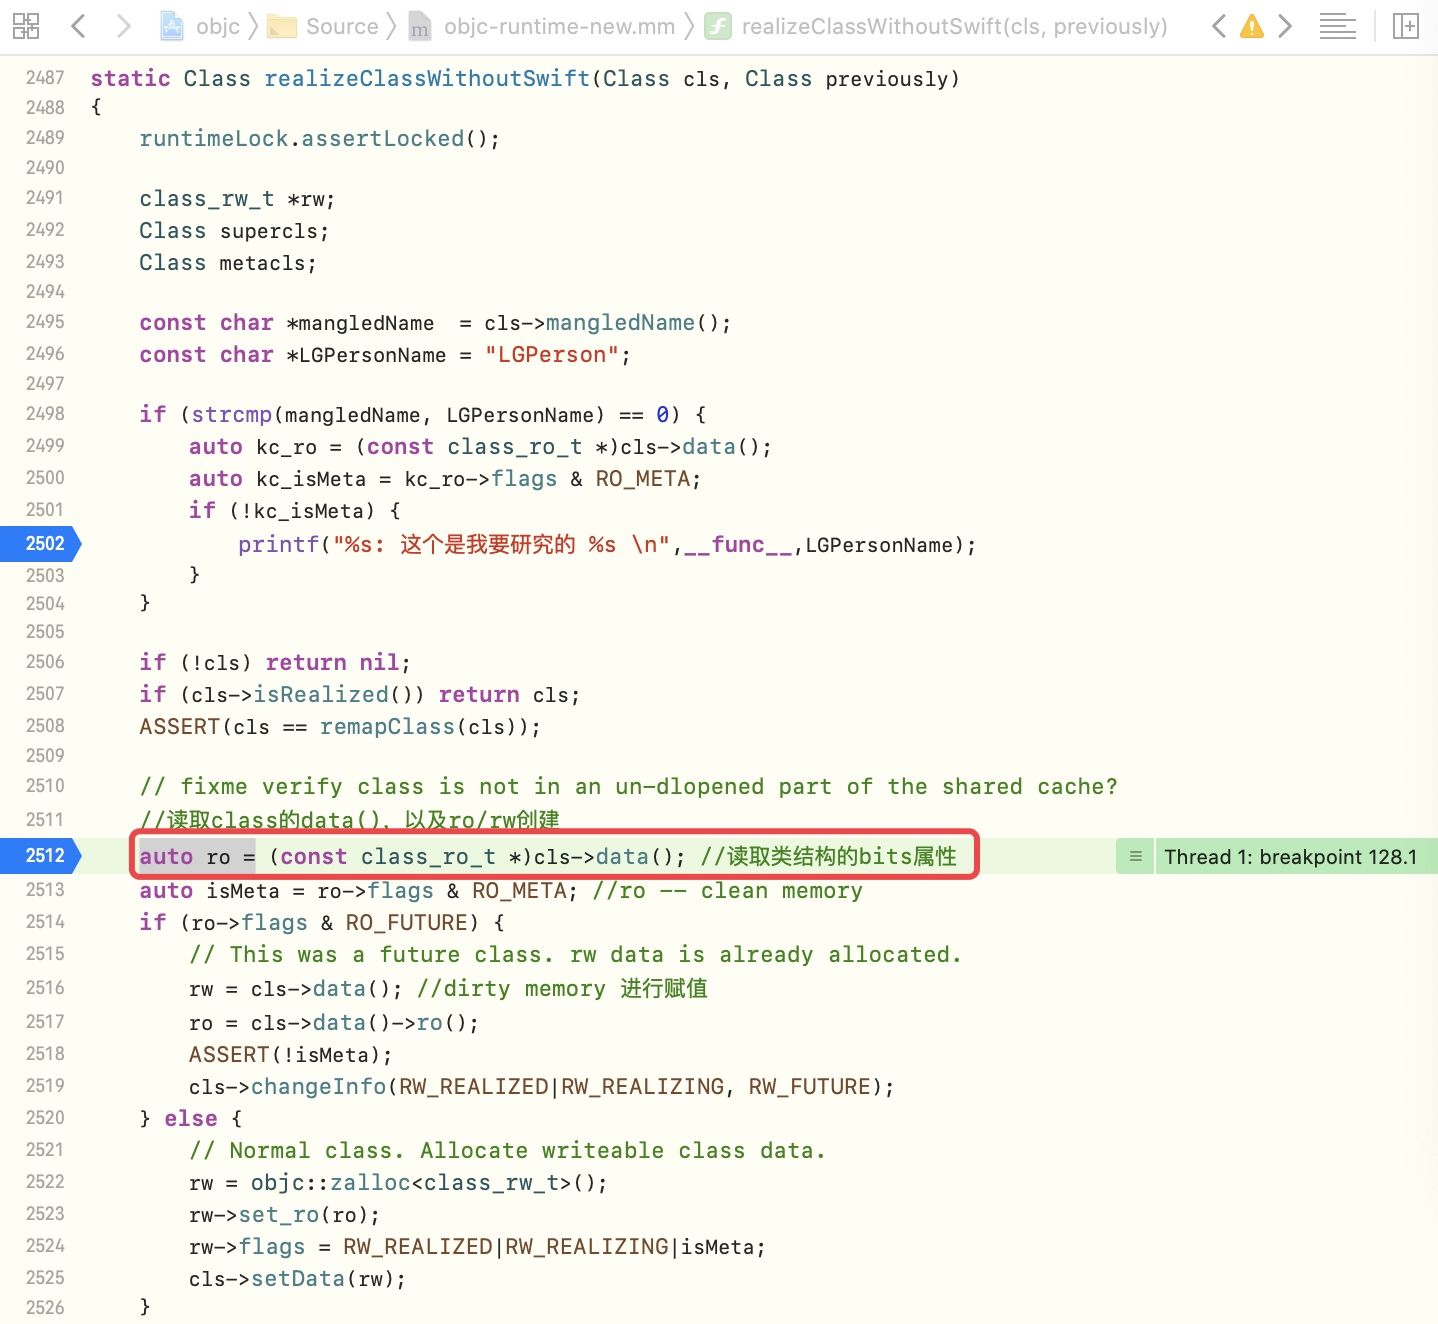 objc 〉 Source 〉 m objc-runtime-new.mm 〉 f realizeClassWithoutSwift(cls, previously)
2487 static Class realizeClassWithoutSwift(Class cls, Class previously)
2488 {
2489     runtimeLock.assertLocked();
2490
2491     class_rw_t *rw;
2492     Class supercls;
2493     Class metacls;
2494
2495     const char *mangledName  = cls->mangledName();
2496     const char *LGPersonName = "LGPerson";
2497
2498     if (strcmp(mangledName, LGPersonName) == 0) {
2499         auto kc_ro = (const class_ro_t *)cls->data();
2500         auto kc_isMeta = kc_ro->flags & RO_META;
2501         if (!kc_isMeta) {
2502             printf("%s: 这个是我要研究的 %s \n",__func__,LGPersonName);
2503         }
2504     }
2505
2506     if (!cls) return nil;
2507     if (cls->isRealized()) return cls;
2508     ASSERT(cls == remapClass(cls));
2509
2510     // fixme verify class is not in an un-dlopened part of the shared cache?
2511     //读取class的data()，以及ro/rw创建
2512     auto ro = (const class_ro_t *)cls->data(); //读取类结构的bits属性 Thread 1: breakpoint 128.1
2513     auto isMeta = ro->flags & RO_META; //ro -- clean memory
2514     if (ro->flags & RO_FUTURE) {
2515         // This was a future class. rw data is already allocated.
2516         rw = cls->data(); //dirty memory 进行赋值
2517         ro = cls->data()->ro();
2518         ASSERT(!isMeta);
2519         cls->changeInfo(RW_REALIZED|RW_REALIZING, RW_FUTURE);
2520     } else {
2521         // Normal class. Allocate writeable class data.
2522         rw = objc::zalloc<class_rw_t>();
2523         rw->set_ro(ro);
2524         rw->flags = RW_REALIZED|RW_REALIZING|isMeta;
2525         cls->setData(rw);
2526     }